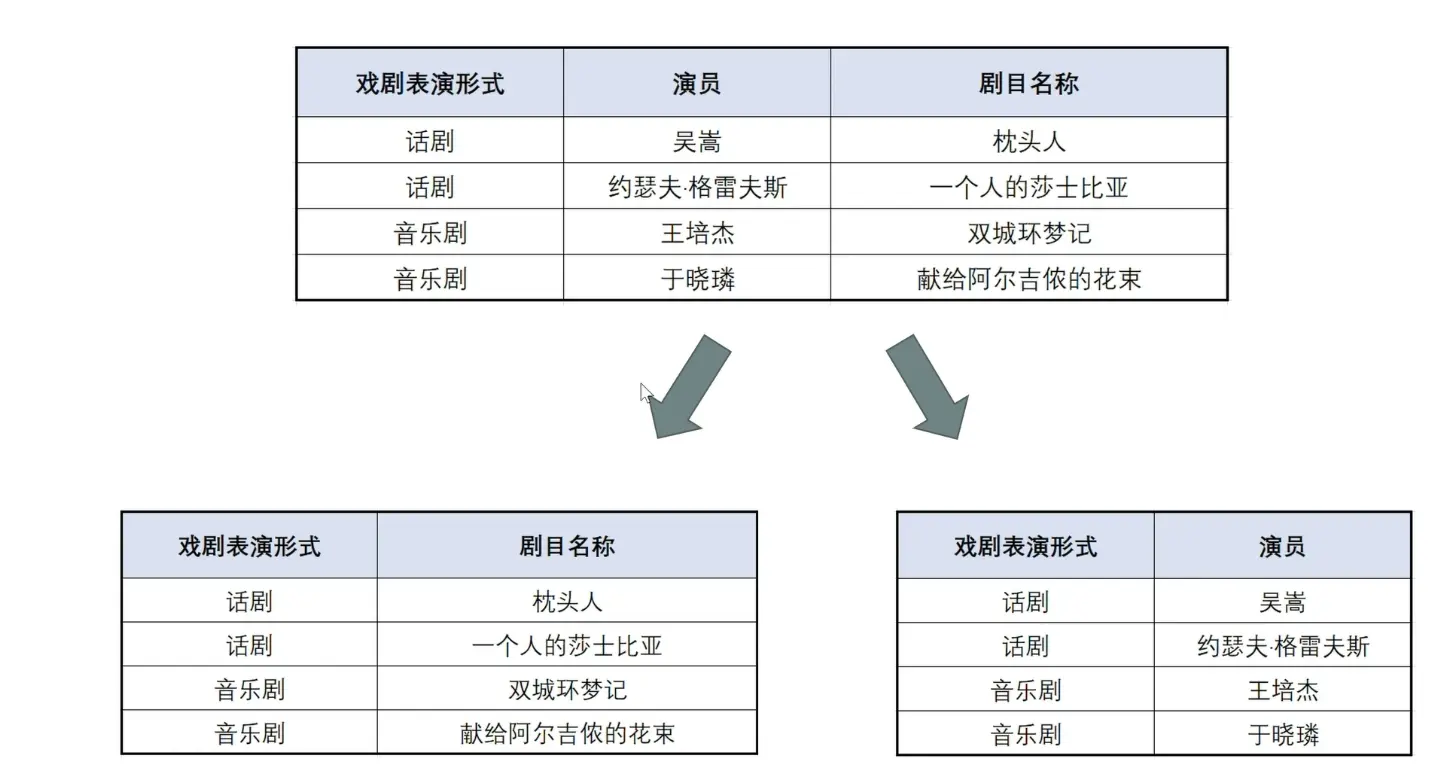 戏剧表演形式 演员 剧目名称
话剧 吴嵩 枕头人
话剧 约瑟夫·格雷夫斯 一个人的莎士比亚
音乐剧 王培杰 双城环梦记
音乐剧 于晓璘 献给阿尔吉侬的花束
戏剧表演形式 剧目名称
话剧 枕头人
话剧 一个人的莎士比亚
音乐剧 双城环梦记
音乐剧 献给阿尔吉侬的花束
戏剧表演形式 演员
话剧 吴嵩
话剧 约瑟夫·格雷夫斯
音乐剧 王培杰
音乐剧 于晓璘